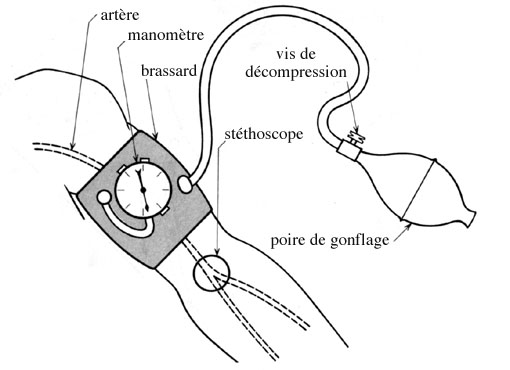 artère
manomètre
brassard
vis de
décompression
stéthoscope
poire de gonflage